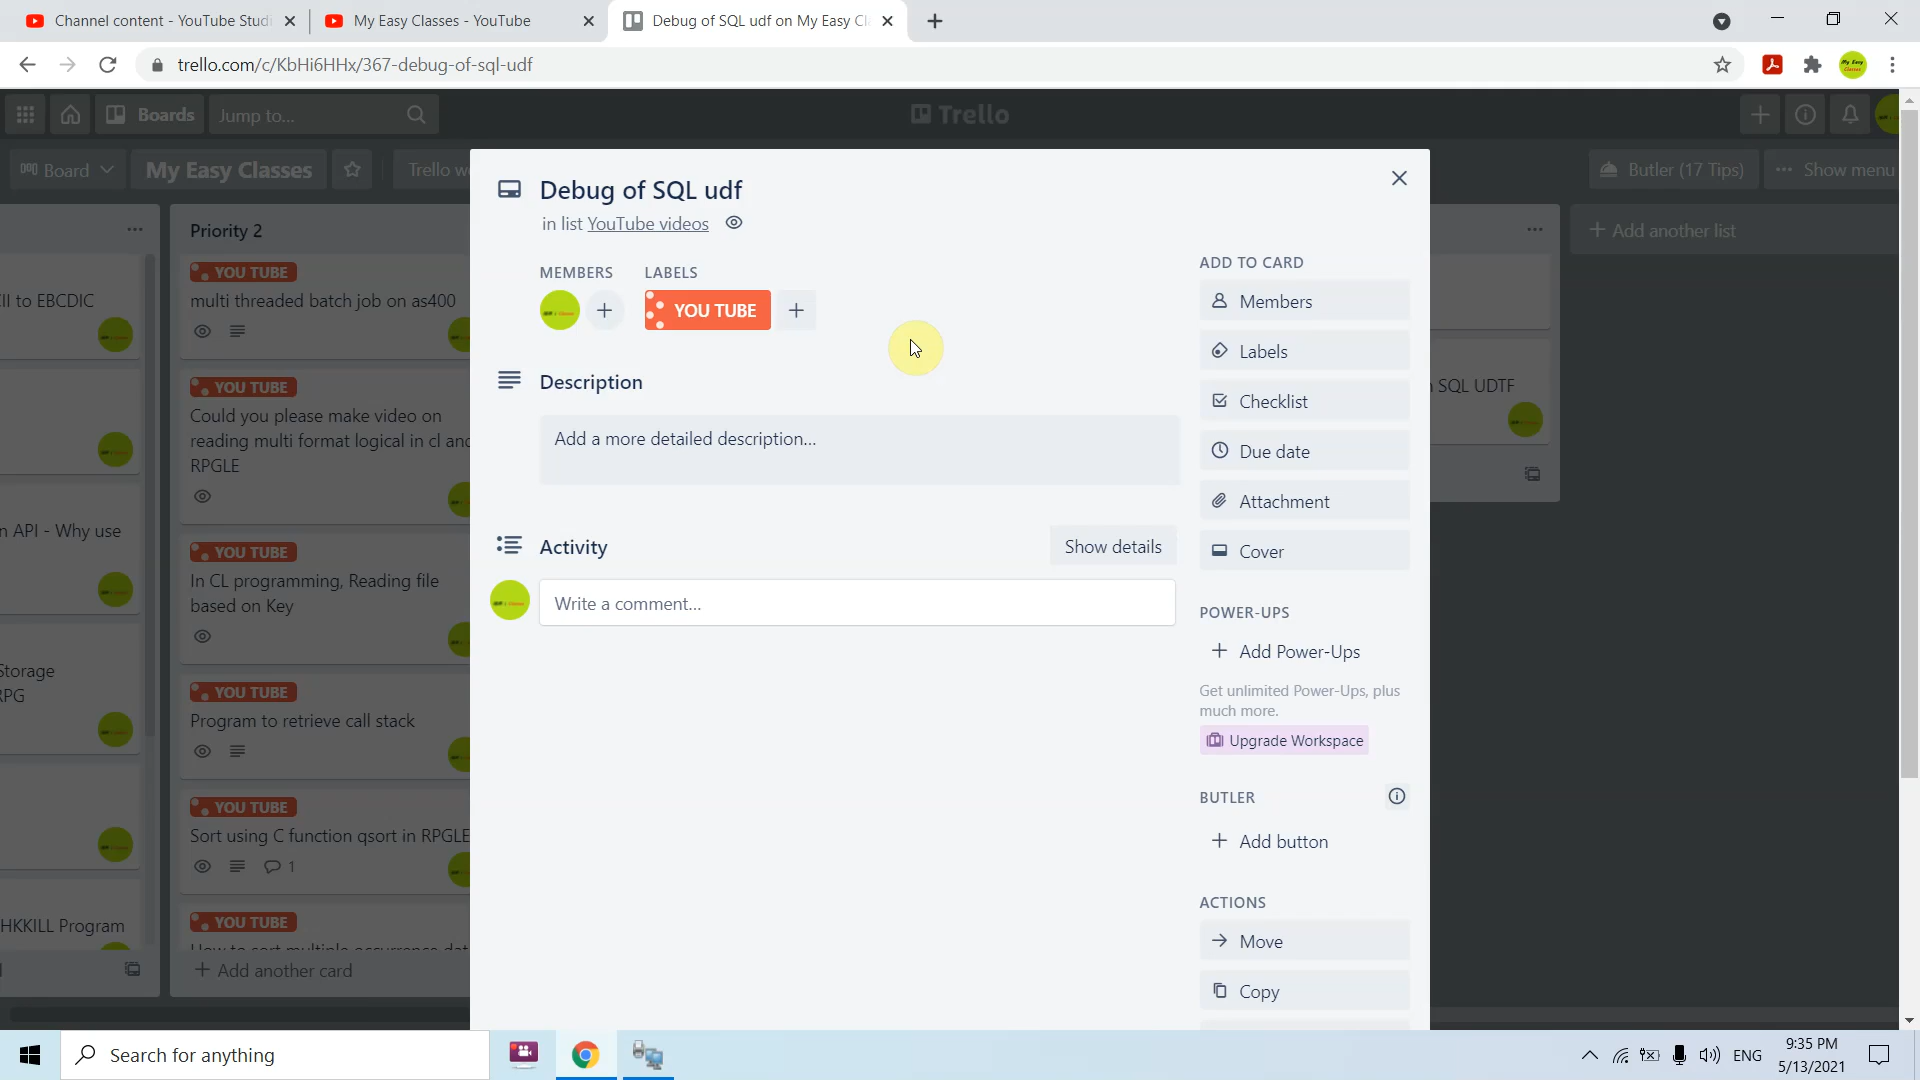 Channel content - YouTube Studi
My Easy Classes - YouTube
Debug of SQL udf on My Easy Cl
trello.com/c/KbHi6HHx/367-debug-of-sql-udf
Boards
Jump to...
Trello
Board
My Easy Classes
Trello w
Butler (17 Tips)
Show menu
II to EBCDIC
n API - Why use
Storage
RPG
HKKILL Program
Priority 2
YOU TUBE
multi threaded batch job on as400
YOU TUBE
Could you please make video on
reading multi format logical in cl and
RPGLE
YOU TUBE
In CL programming, Reading file
based on Key
YOU TUBE
Program to retrieve call stack
YOU TUBE
Sort using C function qsort in RPGLE
1
YOU TUBE
How to sort multiple occurrence dat
+ Add another card
Debug of SQL udf
in list YouTube videos
MEMBERS
LABELS
YOU TUBE
Description
Add a more detailed description...
Activity
Show details
Write a comment...
ADD TO CARD
Members
Labels
Checklist
Due date
Attachment
Cover
POWER-UPS
+ Add Power-Ups
Get unlimited Power-Ups, plus
much more.
Upgrade Workspace
BUTLER
+ Add button
ACTIONS
Move
Copy
SQL UDTF
+ Add another list
Search for anything
ENG
9:35 PM
5/13/2021